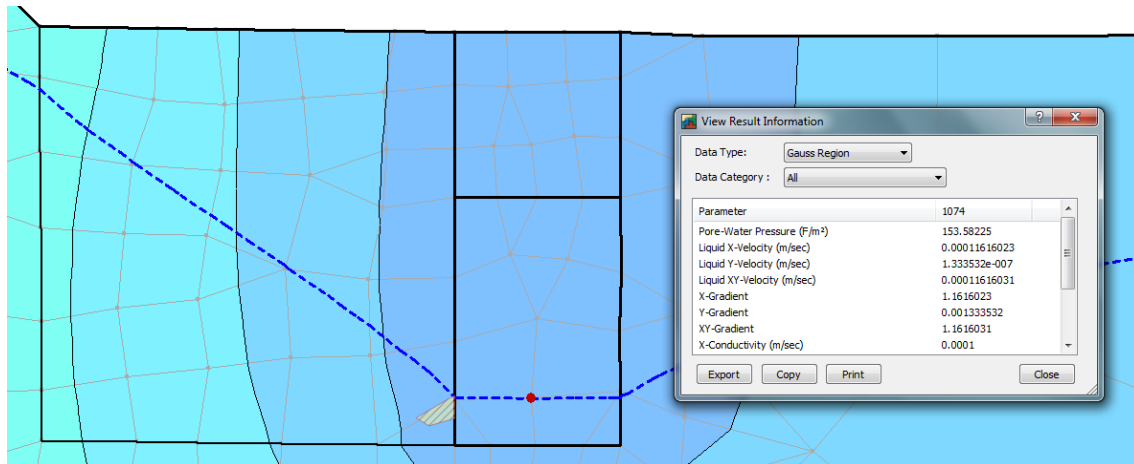 View Result Information
Data Type: Gauss Region
Data Category : All
Parameter 1074
Pore-Water Pressure (F/m²) 153.58225
Liquid X-Velocity (m/sec) 0.00011616023
Liquid Y-Velocity (m/sec) 1.333532e-007
Liquid XY-Velocity (m/sec) 0.00011616031
X-Gradient 1.1616023
Y-Gradient 0.001333532
XY-Gradient 1.1616031
X-Conductivity (m/sec) 0.0001
Export Copy Print Close